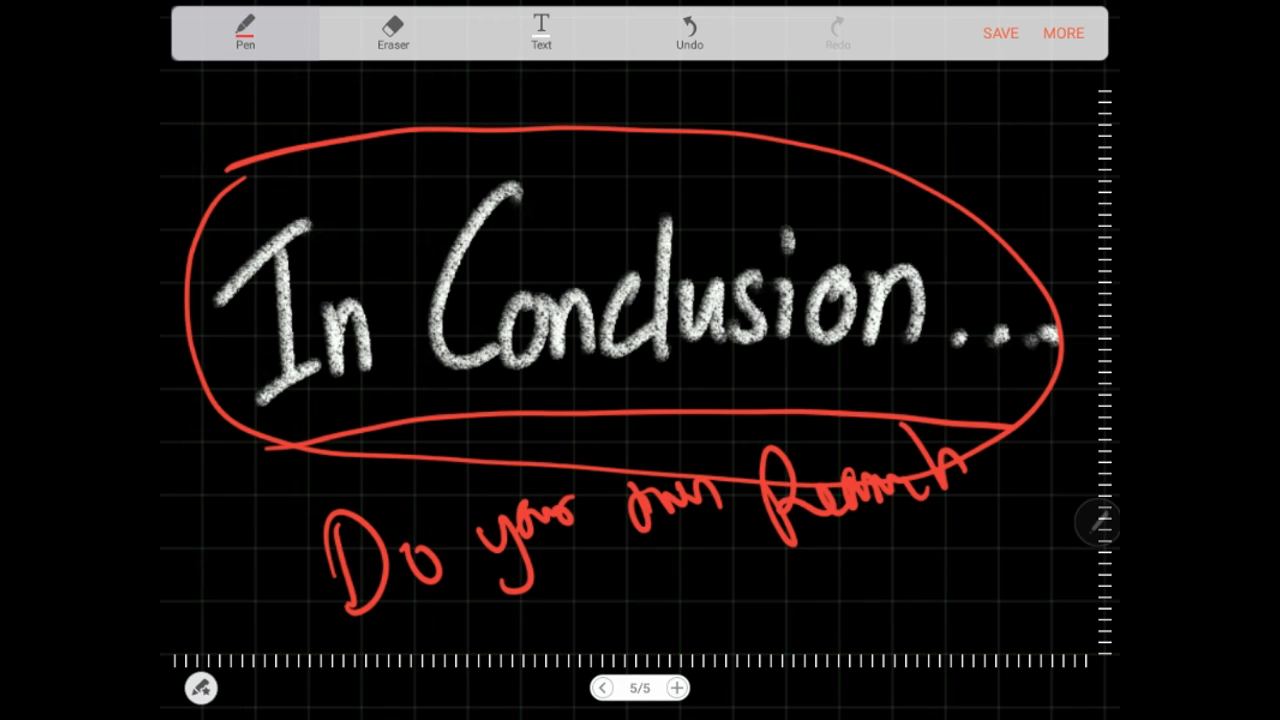 Pen Eraser Text Undo Redo SAVE MORE
In Conclusion...
Do your own Research
5/5